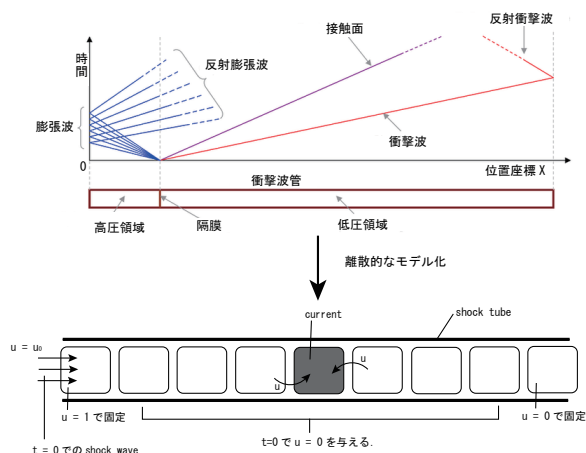 反射衝撃波
接触面
時間
反射膨張波
膨張波
衝撃波
0
位置座標 X
衝撃波管
高圧領域
隔膜
低圧領域
離散的なモデル化
current
shock tube
u = u₀
u
u
u = 1 で固定
u = 0 で固定
t=0 で u = 0 を与える.
t = 0 での shock wave